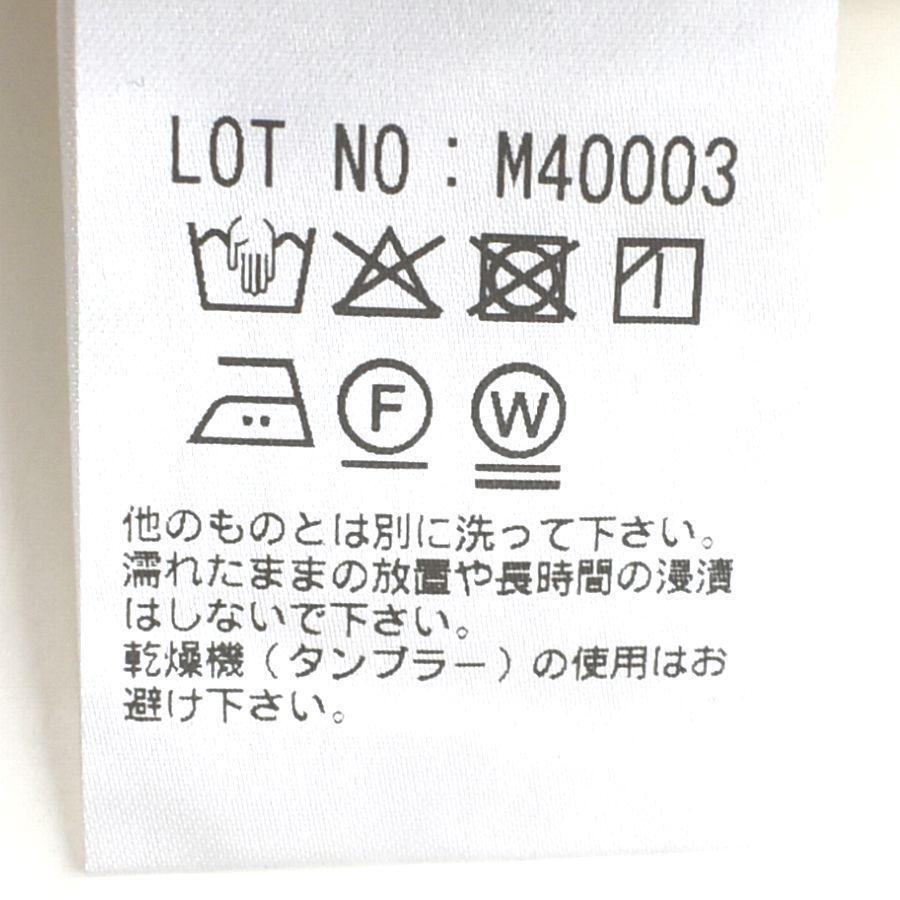 LOT NO : M40003
F W
他のものとは別に洗って下さい。
濡れたままの放置や長時間の浸漬
はしないで下さい。
乾燥機(タンブラー)の使用はお
避け下さい。